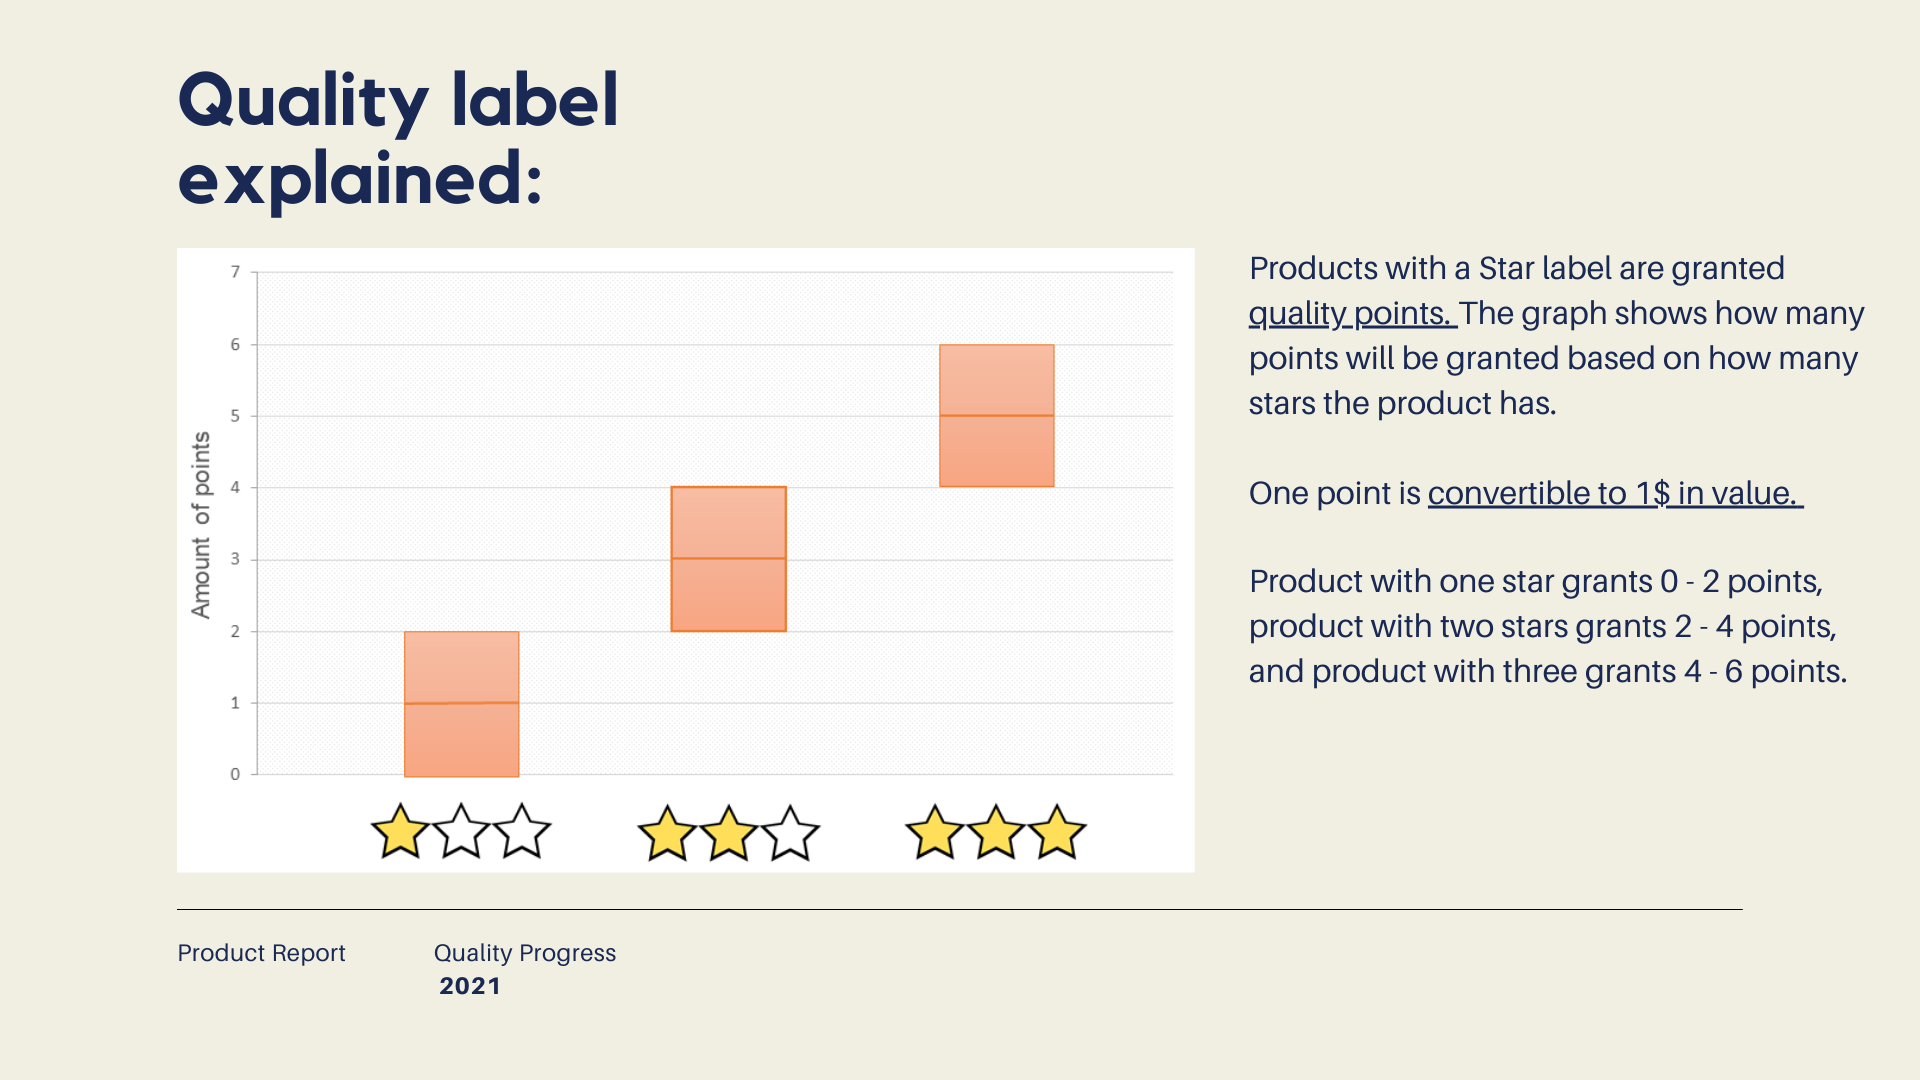 Quality label
explained:
7
6
5
4
3
2
1
0
Amount of points
Products with a Star label are granted
quality points. The graph shows how many
points will be granted based on how many
stars the product has.
One point is convertible to 1$ in value.
Product with one star grants 0 - 2 points,
product with two stars grants 2 - 4 points,
and product with three grants 4 - 6 points.
Product Report
Quality Progress
2021